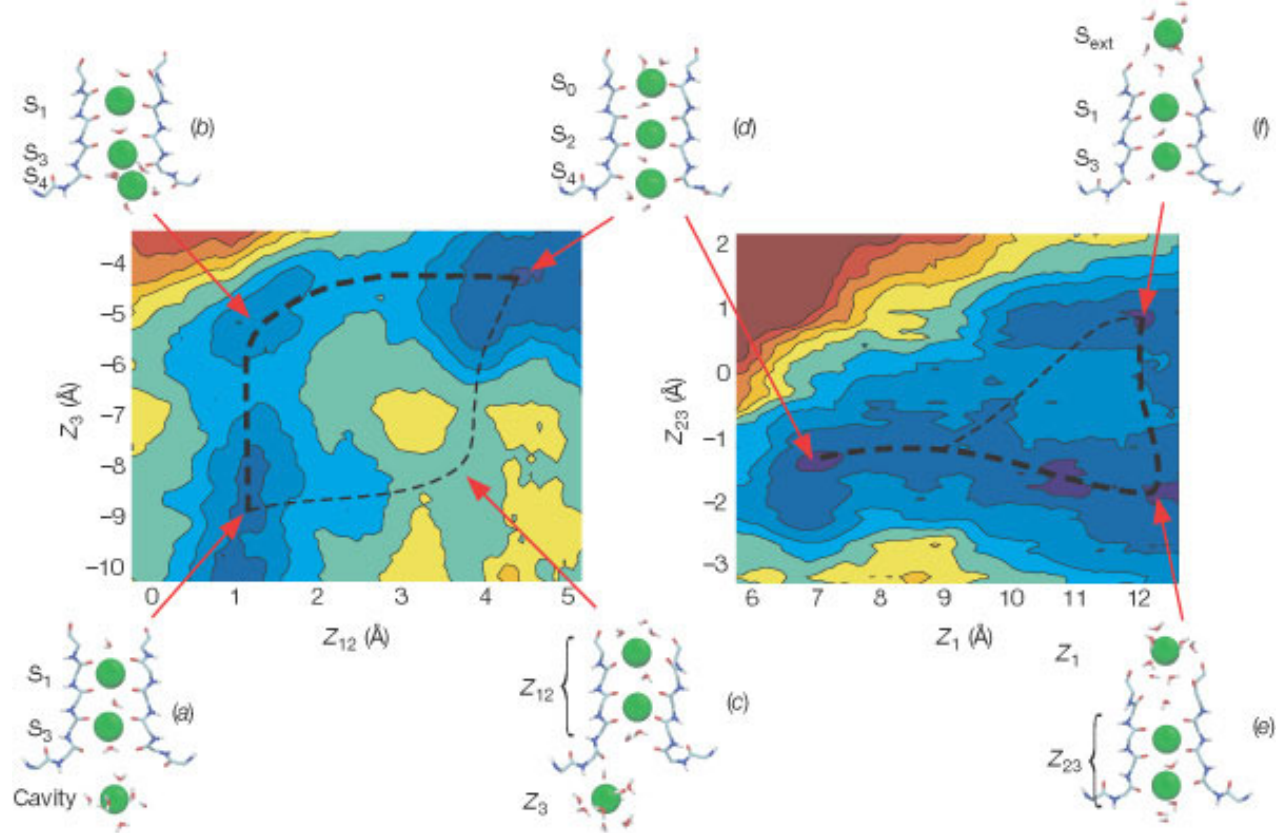 S1
S3
S4
(b)
S0
S2
S4
(d)
Sext
S1
S3
(f)
−4
−5
−6
−7
−8
−9
−10
Z3 (Å)
0 1 2 3 4 5
Z12 (Å)
2
1
0
−1
−2
−3
Z23 (Å)
6 7 8 9 10 11 12
Z1 (Å)
S1
S3
Cavity
(a)
Z12
Z3
(c)
Z1
Z23
(e)